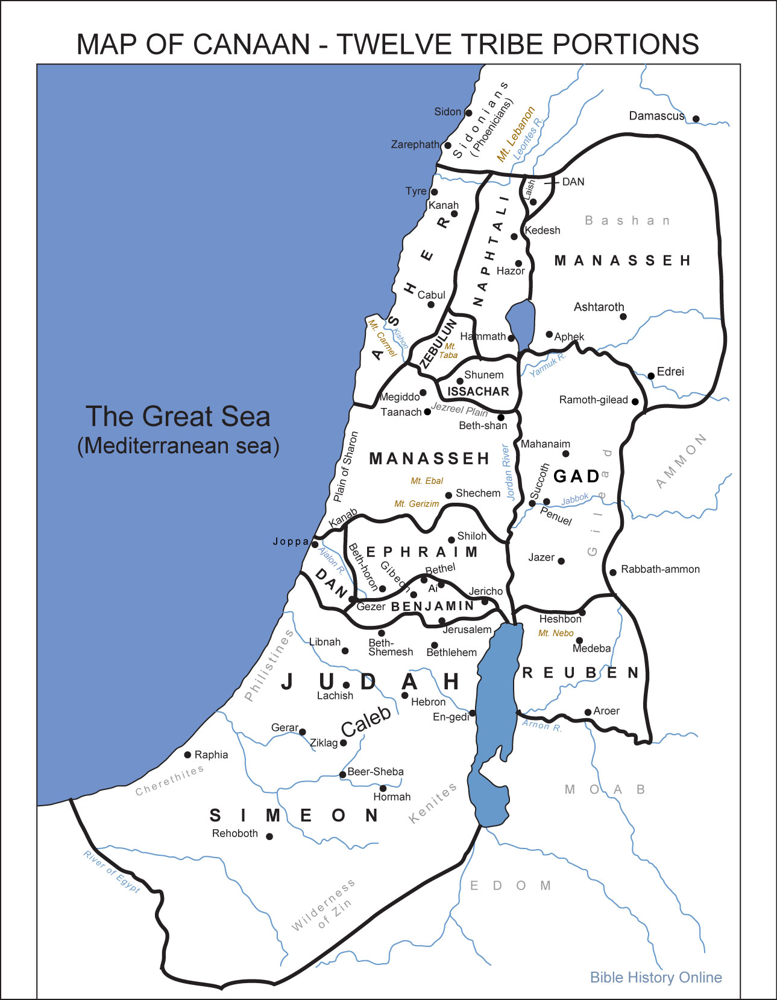 MAP OF CANAAN - TWELVE TRIBE PORTIONS
Sidon
Sidonians
(Phoenicians)
Mt. Lebanon
Leontes R.
Damascus
Zarephath
Tyre
Kanah
Laish
DAN
Bashan
Kedesh
NAPHTALI
MANASSEH
Hazor
ASHER
Cabul
Ashtaroth
Mt. Carmel
Kishon
ZEBULUN
Mt.
Taba
Hammath
Aphek
Yarmuk R.
Edrei
Shunem
ISSACHAR
Megiddo
Taanach
Jezreel Plain
Beth-shan
Ramoth-gilead
The Great Sea
(Mediterranean sea)
Plain of Sharon
MANASSEH
Mahanaim
Jordan River
GAD
Gilead
AMMON
Mt. Ebal
Mt. Gerizim
Shechem
Succoth
Penuel
Jabbok
Kanab
Joppa
Ajalon R.
Shiloh
EPHRAIM
Beth-horon
Gibeon
Bethel
Ai
Jazer
Rabbath-ammon
DAN
Gezer
BENJAMIN
Jericho
Jerusalem
Heshbon
Mt. Nebo
Medeba
Libnah
Beth-
Shemesh
Bethlehem
Philistines
JUDAH
REUBEN
Lachish
Hebron
En-gedi
Aroer
Arnon R.
Caleb
Gerar
Ziklag
Raphia
Cherethites
Beer-Sheba
Hormah
Kenites
MOAB
SIMEON
Rehoboth
River of Egypt
Wilderness
of Zin
EDOM
Bible History Online